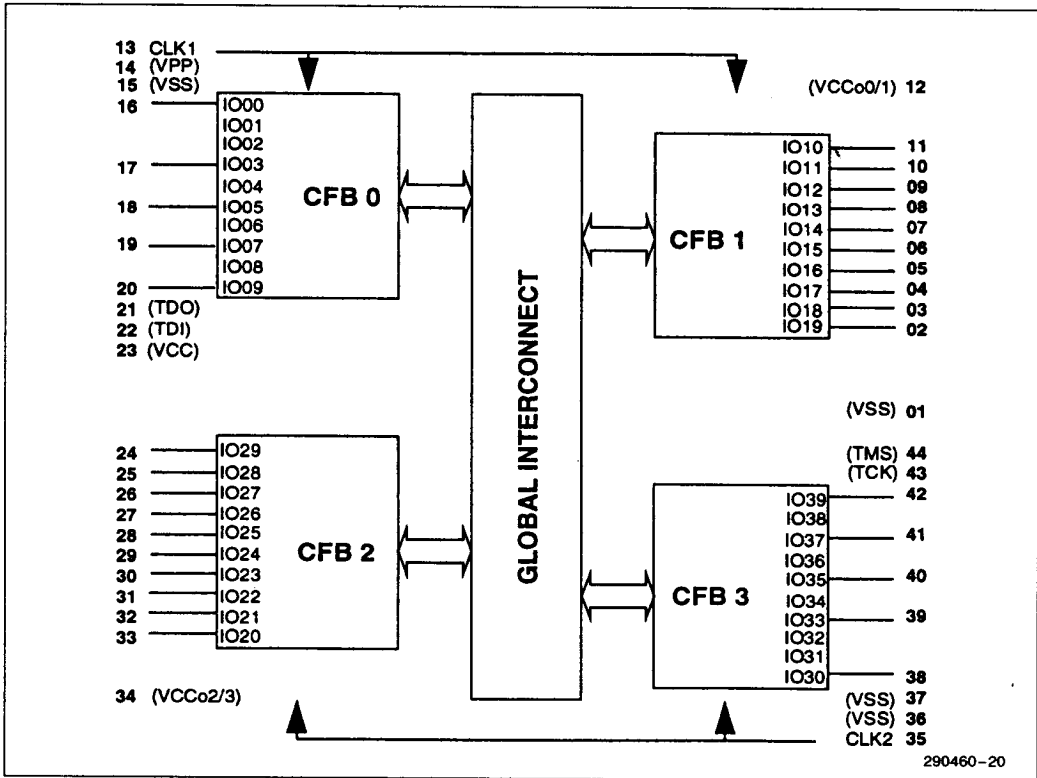 13 CLK1
14 (VPP)
15 (VSS)
16 IO00
IO01
IO02
17 IO03
IO04
18 IO05
IO06
19 IO07
IO08
20 IO09
21 (TDO)
22 (TDI)
23 (VCC)
CFB 0
24 IO29
25 IO28
26 IO27
27 IO26
28 IO25
29 IO24
30 IO23
31 IO22
32 IO21
33 IO20
CFB 2
34 (VCCo2/3)
GLOBAL INTERCONNECT
(VCCo0/1) 12
CFB 1
IO10 11
IO11 10
IO12 09
IO13 08
IO14 07
IO15 06
IO16 05
IO17 04
IO18 03
IO19 02
(VSS) 01
(TMS) 44
(TCK) 43
CFB 3
IO39 42
IO38
IO37 41
IO36
IO35 40
IO34
IO33 39
IO32
IO31
IO30 38
(VSS) 37
(VSS) 36
CLK2 35
290460-20